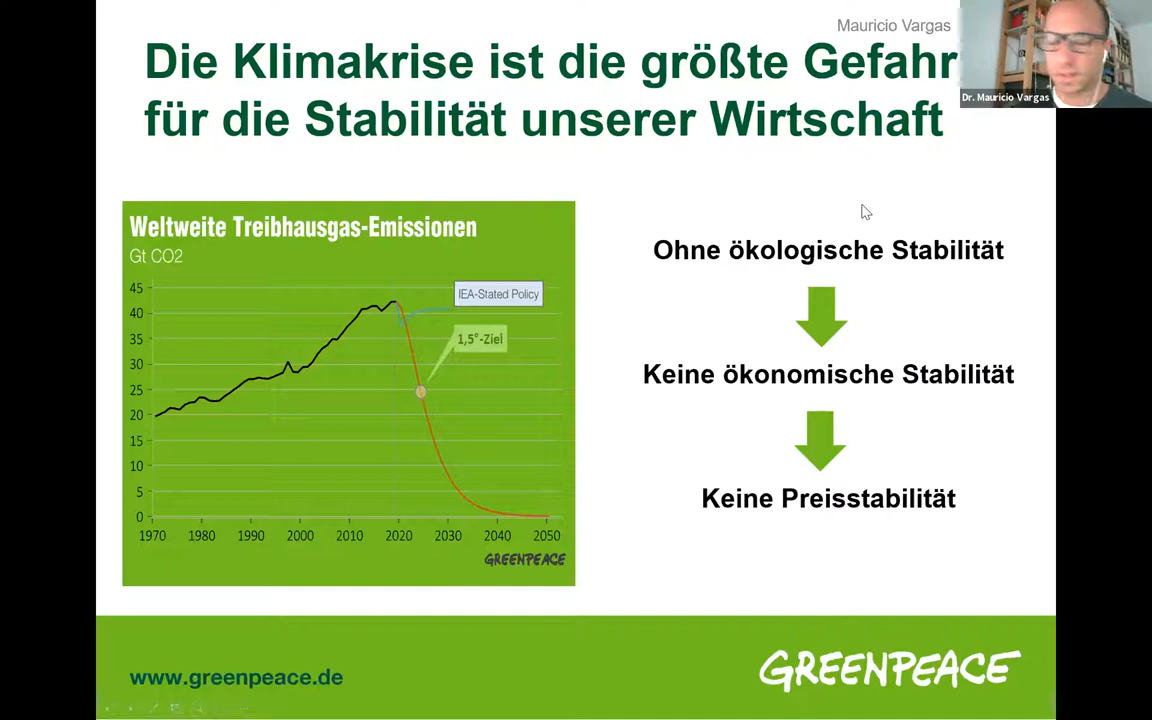 Mauricio Vargas
Die Klimakrise ist die größte Gefahr
für die Stabilität unserer Wirtschaft
Dr. Mauricio Vargas
Weltweite Treibhausgas-Emissionen
Gt CO2
45
40
35
30
25
20
15
10
5
0
IEA-Stated Policy
1,5°-Ziel
1970 1980 1990 2000 2010 2020 2030 2040 2050
GREENPEACE
Ohne ökologische Stabilität
Keine ökonomische Stabilität
Keine Preisstabilität
www.greenpeace.de
GREENPEACE